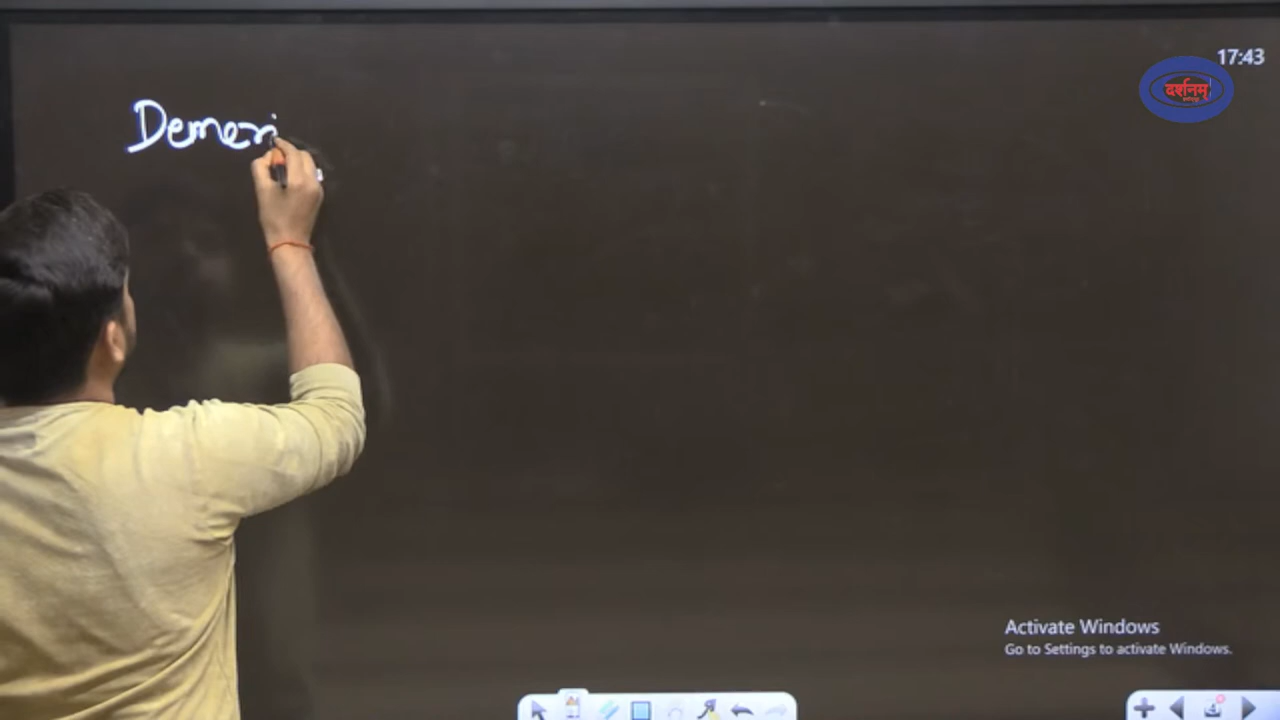 17:43
दर्शनम्
Demeri
Activate Windows
Go to Settings to activate Windows.